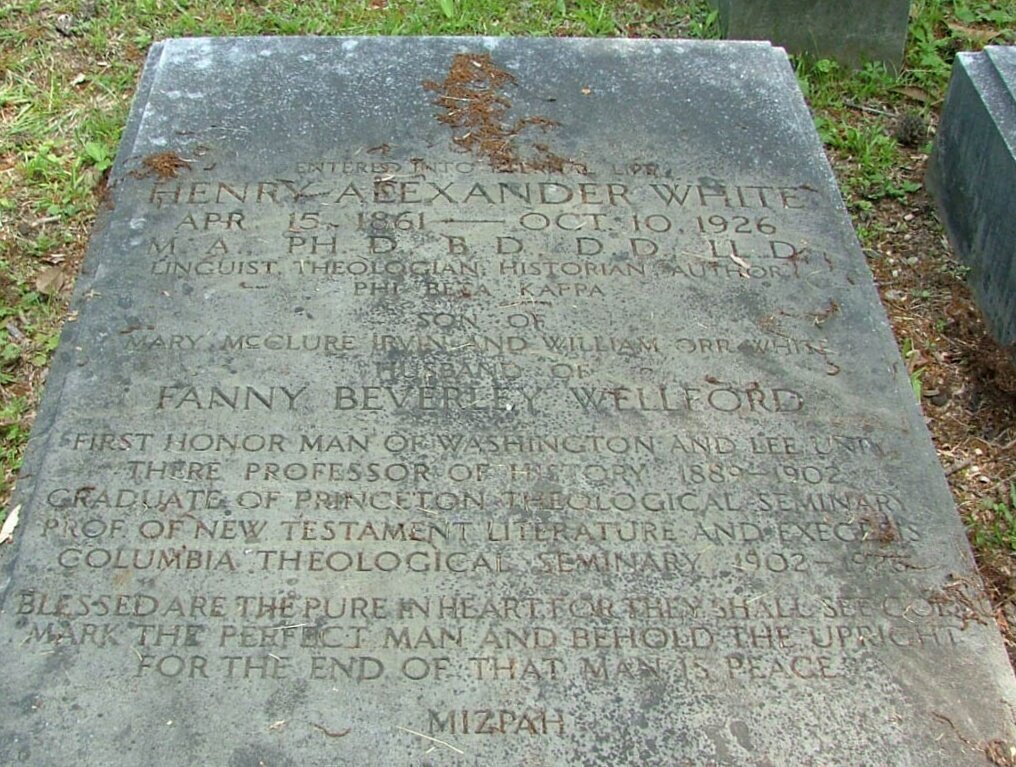 ENTERED INTO ETERNAL LIFE
HENRY ALEXANDER WHITE
APR. 15, 1861 — OCT. 10, 1926
M. A., PH. D., B. D., D. D., LL. D.
LINGUIST, THEOLOGIAN, HISTORIAN, AUTHOR
PHI BETA KAPPA
SON OF
MARY MCCLURE IRVIN AND WILLIAM ORR WHITE
HUSBAND OF
FANNY BEVERLEY WELLFORD
FIRST HONOR MAN OF WASHINGTON AND LEE UNIV.
THERE PROFESSOR OF HISTORY 1889–1902
GRADUATE OF PRINCETON THEOLOGICAL SEMINARY
PROF OF NEW TESTAMENT LITERATURE AND EXEGESIS
COLUMBIA THEOLOGICAL SEMINARY, 1902–
BLESSED ARE THE PURE IN HEART, FOR THEY SHALL SEE GOD
MARK THE PERFECT MAN AND BEHOLD THE UPRIGHT
FOR THE END OF THAT MAN IS PEACE
MIZPAH